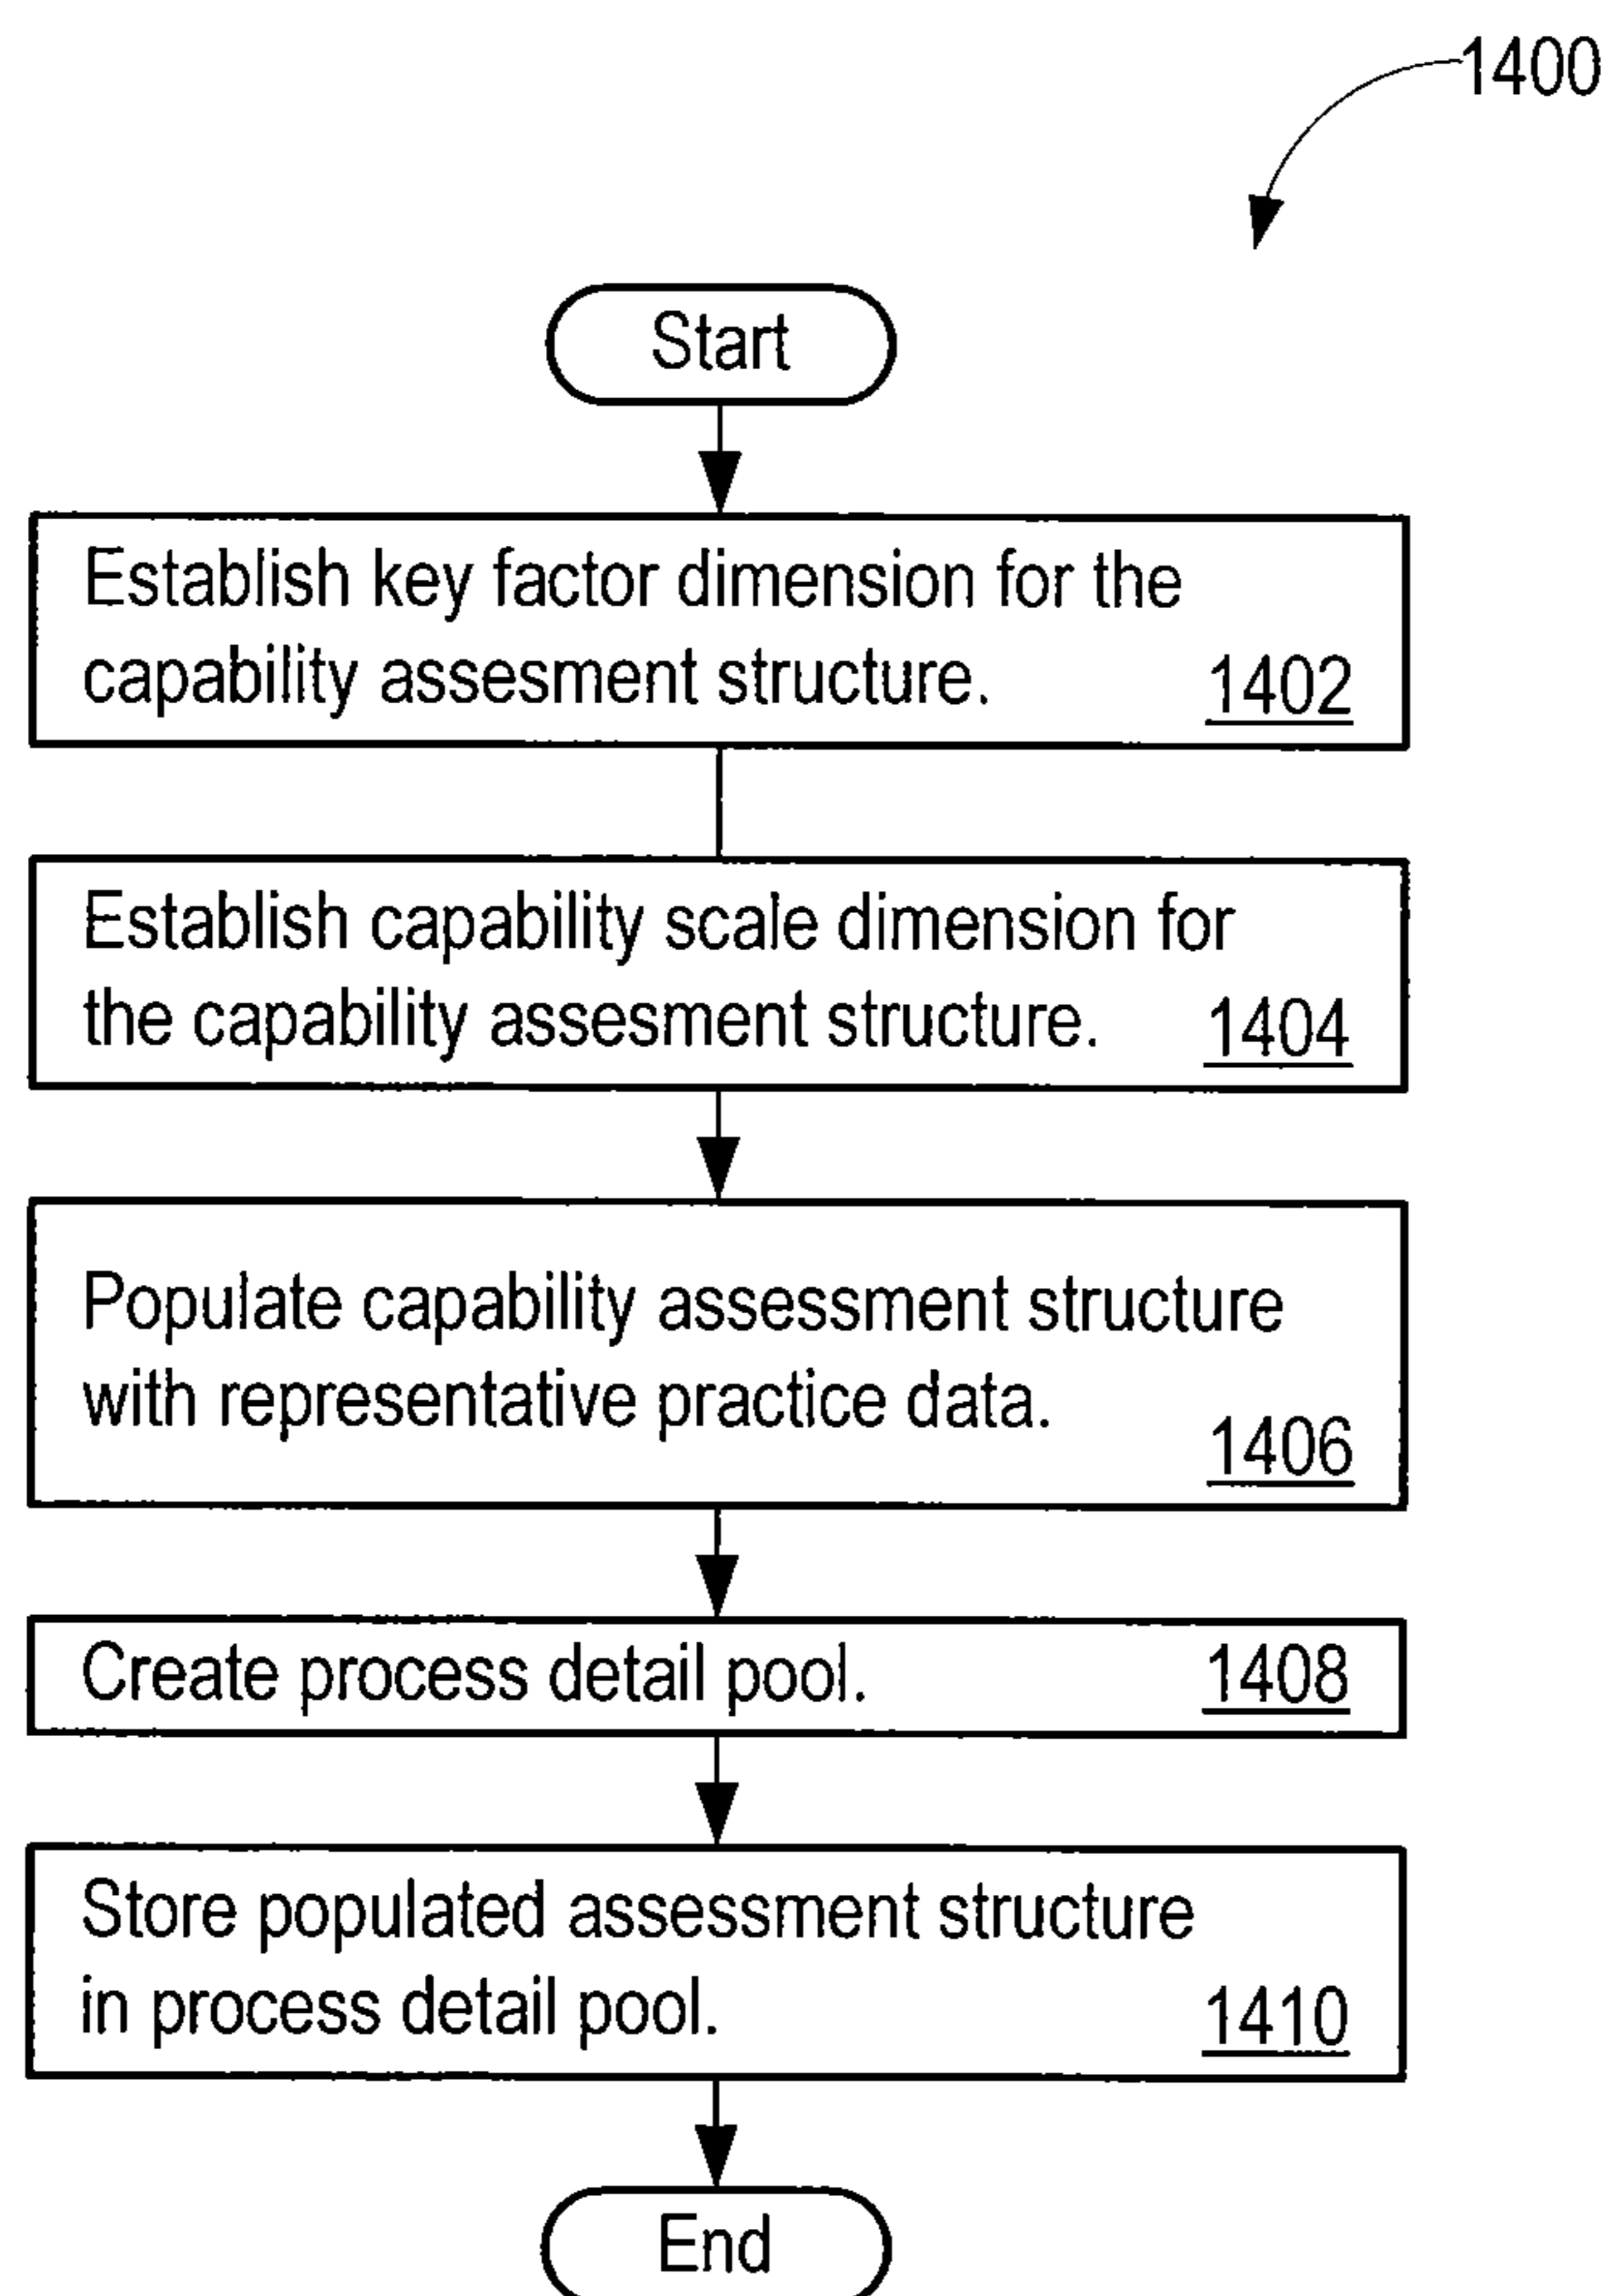 1400
Start
Establish key factor dimension for the
capability assesment structure.
1402
Establish capability scale dimension for
the capability assesment structure.
1404
Populate capability assessment structure
with representative practice data.
1406
Create process detail pool. 1408
Store populated assessment structure
in process detail pool.
1410
End